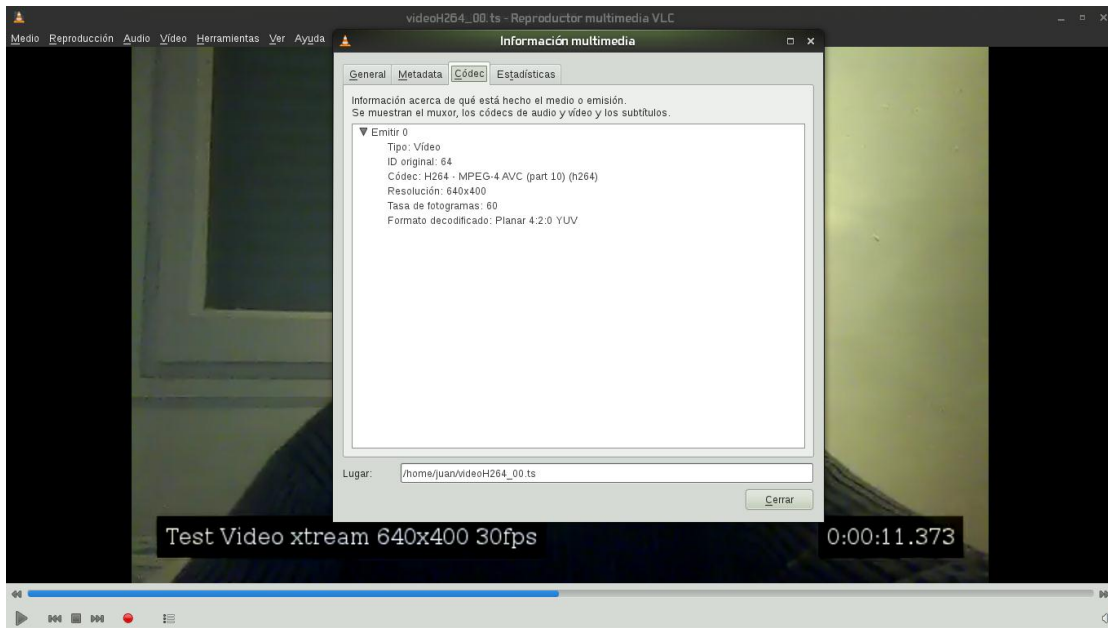 videoH264_00.ts - Reproductor multimedia VLC
Medio Reproducción Audio Vídeo Herramientas Ver Ayuda
Información multimedia
General Metadata Códec Estadísticas
Información acerca de qué está hecho el medio o emisión.
Se muestran el muxor, los códecs de audio y vídeo y los subtítulos.
Emitir 0
Tipo: Vídeo
ID original: 64
Códec: H264 - MPEG-4 AVC (part 10) (h264)
Resolución: 640x400
Tasa de fotogramas: 60
Formato decodificado: Planar 4:2:0 YUV
Lugar: /home/juan/videoH264_00.ts
Cerrar
Test Video xtream 640x400 30fps 0:00:11.373